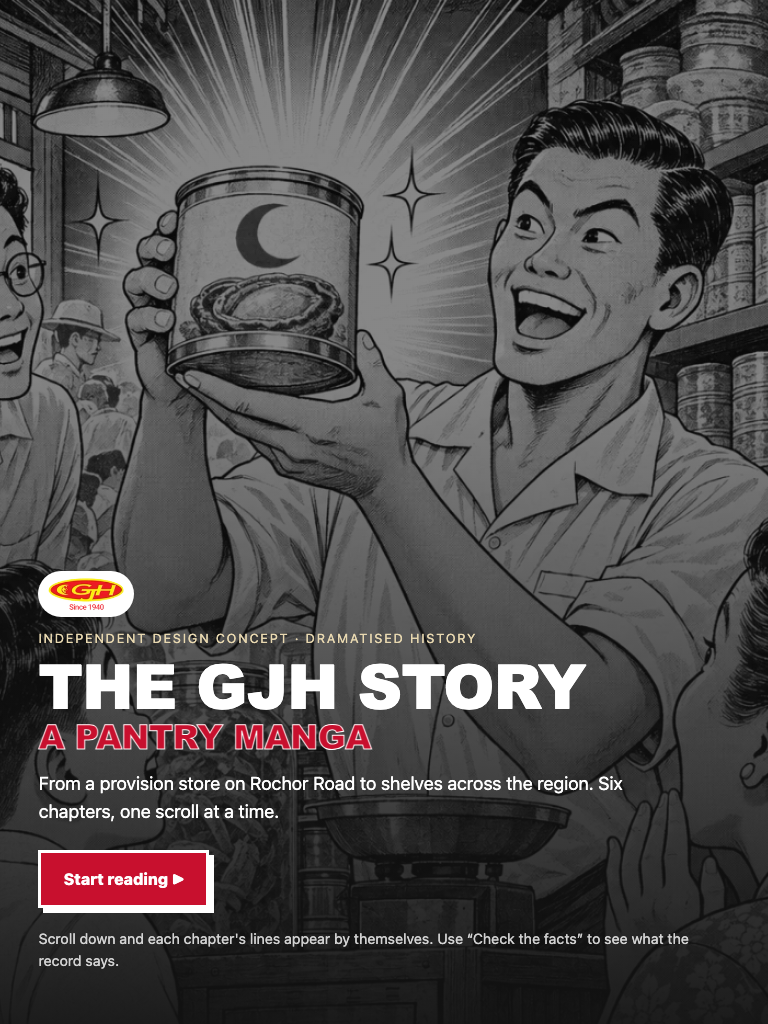 GJH
Since 1940
INDEPENDENT DESIGN CONCEPT · DRAMATISED HISTORY
THE GJH STORY
A PANTRY MANGA
From a provision store on Rochor Road to shelves across the region. Six
chapters, one scroll at a time.
Start reading ▶
Scroll down and each chapter's lines appear by themselves. Use “Check the facts” to see what the
record says.